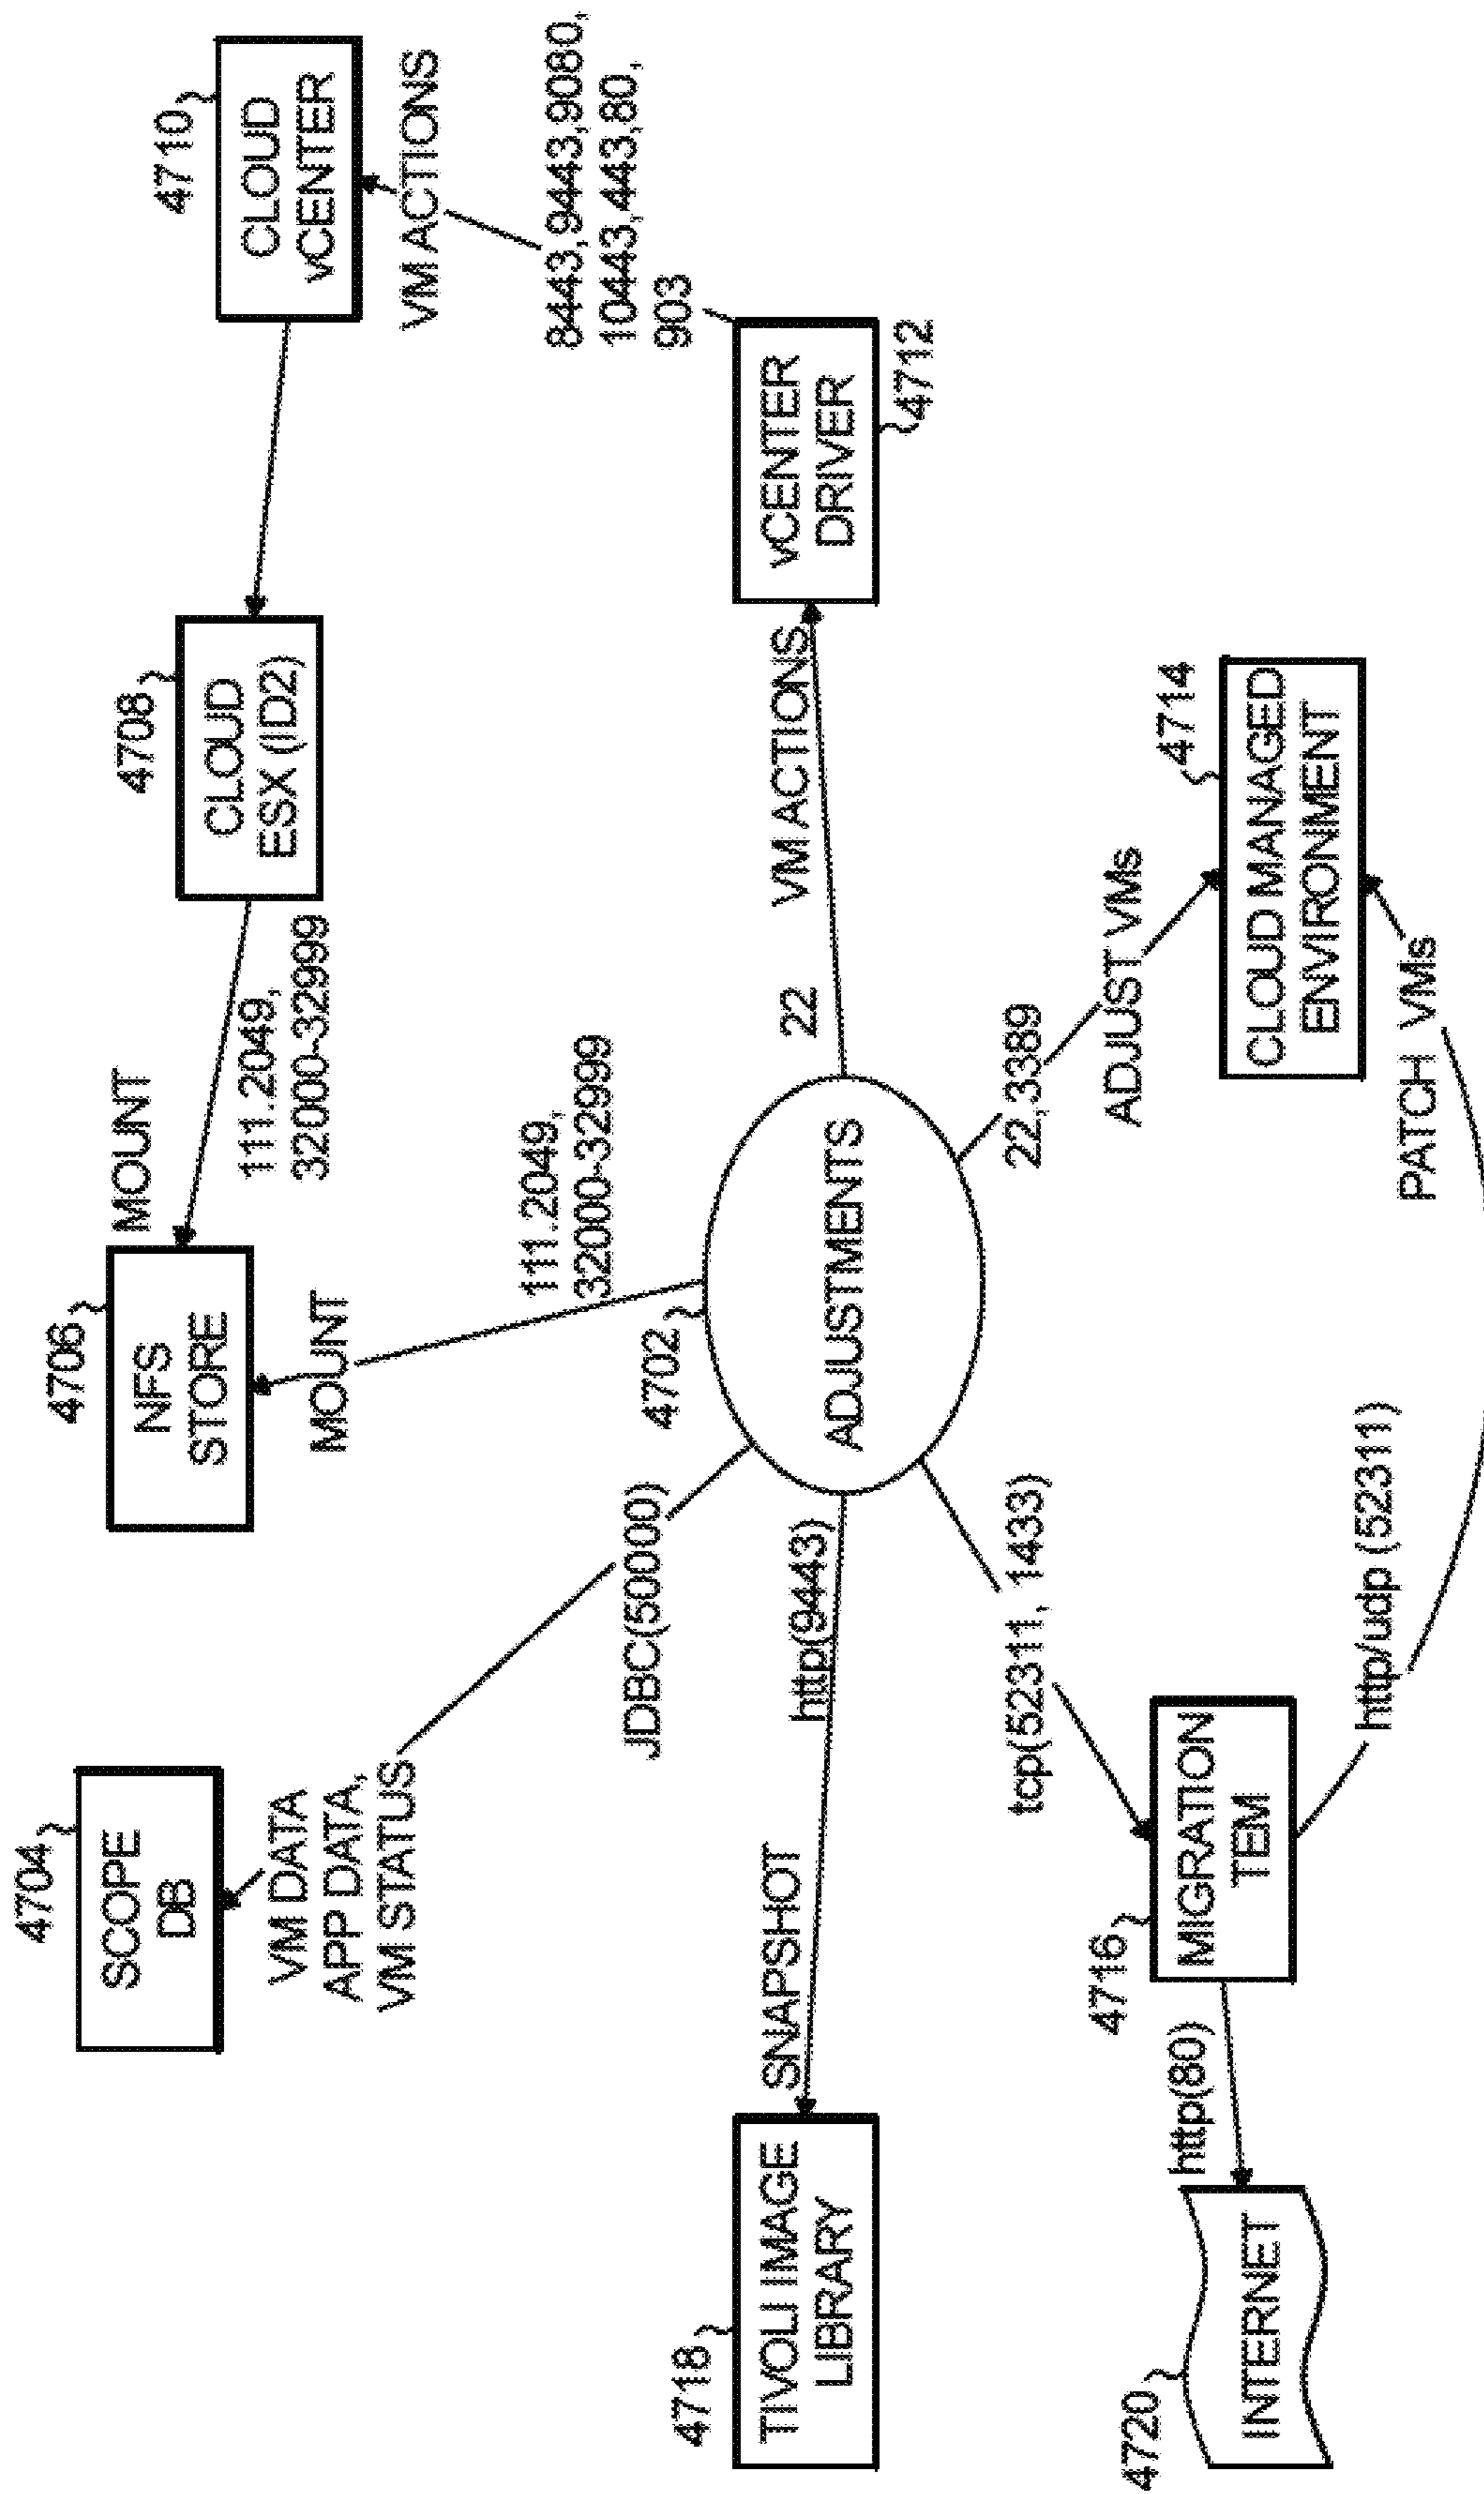 4704
SCOPE
DB
VM DATA
APP DATA,
VM STATUS
JDBC(50000)
4706
NFS
STORE
MOUNT
MOUNT
111.2049,
32000-32999
4708
CLOUD
ESX (ID2)
111.2049,
32000-32999
4710
CLOUD
vCENTER
VM ACTIONS
8443,9443,9080,
10443,443,80,
903
4718
TIVOLI IMAGE
LIBRARY
SNAPSHOT
http(9443)
4702
ADJUSTMENTS
22
VM ACTIONS
vCENTER
DRIVER
4712
4720
INTERNET
http(80)
4716
MIGRATION
TEM
tcp(52311, 1433)
http/udp (52311)
22,3389
ADJUST VMs
4714
CLOUD MANAGED
ENVIRONMENT
PATCH VMs